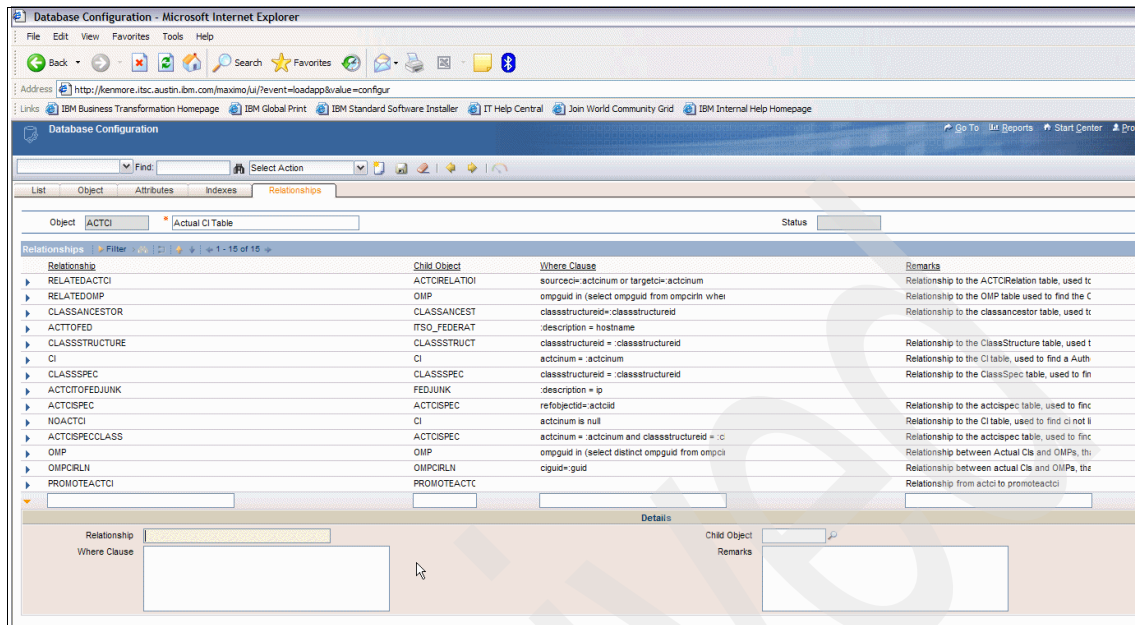 Database Configuration - Microsoft Internet Explorer
File Edit View Favorites Tools Help
Back Search Favorites
Address http://kenmore.itsc.austin.ibm.com/maximo/ui/?event=loadapp&value=configur
Links IBM Business Transformation Homepage IBM Global Print IBM Standard Software Installer IT Help Central Join World Community Grid IBM Internal Help Homepage
Database Configuration Go To Reports Start Center Pro
Find: Select Action
List Object Attributes Indexes Relationships
Object ACTCI * Actual CI Table Status
Relationships Filter 1 - 15 of 15
Relationship Child Object Where Clause Remarks
RELATEDACTCI ACTCIRELATIOI sourceci=:actcinum or targetci=:actcinum Relationship to the ACTCIRelation table, used tc
RELATEDOMP OMP ompguid in (select ompguid from ompcirln wher Relationship to the OMP table used to find the C
CLASSANCESTOR CLASSANCEST classstructureid=:classstructureid Relationship to the classancestor table, used tc
ACTTOFED ITSO_FEDERAT :description = hostname
CLASSSTRUCTURE CLASSSTRUCT classstructureid = :classstructureid Relationship to the ClassStructure table, used t
CI CI actcinum = :actcinum Relationship to the CI table, used to find a Auth
CLASSSPEC CLASSSPEC classstructureid = :classstructureid Relationship to the ClassSpec table, used to fin
ACTCITOFEDJUNK FEDJUNK :description = ip
ACTCISPEC ACTCISPEC refobjectid=:actciid Relationship to the actcispec table, used to finc
NOACTCI CI actcinum is null Relationship to the CI table, used to find ci not li
ACTCISPECCLASS ACTCISPEC actcinum = :actcinum and classstructureid = :c Relationship to the actcispec table, used to finc
OMP OMP ompguid in (select distinct ompguid from ompcii Relationship between Actual CIs and OMPs, tha
OMPCIRLN OMPCIRLN ciguid=:guid Relationship between actual CIs and OMPs, tha
PROMOTEACTCI PROMOTEACTC Relationship from actci to promoteactci
Details
Relationship Child Object
Where Clause Remarks